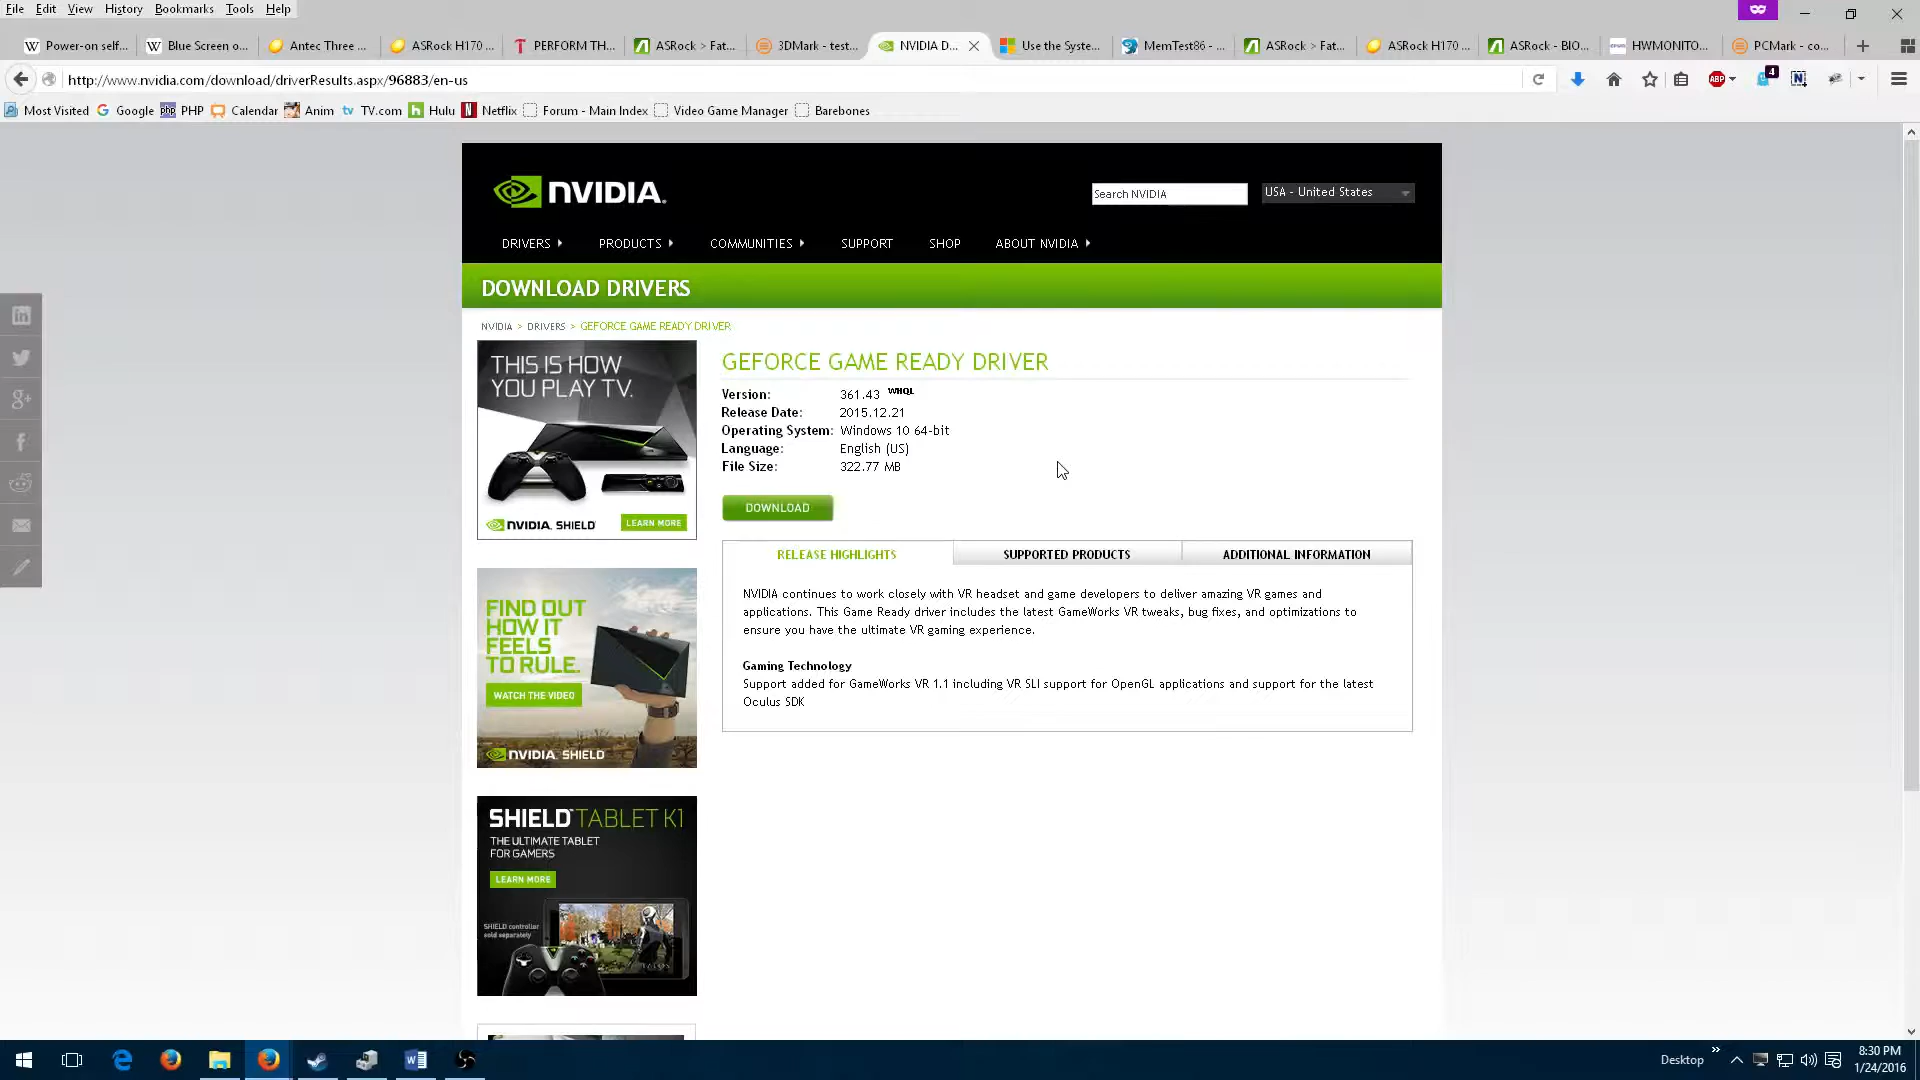 File Edit View History Bookmarks Tools Help
Power-on self... Blue Screen o... Antec Three ... ASRock H170 ... PERFORM TH... ASRock > Fat... 3DMark - test... NVIDIA D... Use the Syste... MemTest86 - ... ASRock > Fat... ASRock H170 ... ASRock - BIO... HWMONITO... PCMark - co...
http://www.nvidia.com/download/driverResults.aspx/96883/en-us
ABP 4
Most Visited Google PHP Calendar Anim TV.com Hulu Netflix Forum - Main Index Video Game Manager Barebones
NVIDIA.
Search NVIDIA USA - United States
DRIVERS PRODUCTS COMMUNITIES SUPPORT SHOP ABOUT NVIDIA
DOWNLOAD DRIVERS
NVIDIA > DRIVERS > GEFORCE GAME READY DRIVER
THIS IS HOW
YOU PLAY TV.
NVIDIA. SHIELD LEARN MORE
FIND OUT
HOW IT
FEELS
TO RULE.
WATCH THE VIDEO
NVIDIA. SHIELD
SHIELD TABLET K1
THE ULTIMATE TABLET
FOR GAMERS
LEARN MORE
SHIELD controller
sold separately
GEFORCE GAME READY DRIVER
Version: 361.43 WHQL
Release Date: 2015.12.21
Operating System: Windows 10 64-bit
Language: English (US)
File Size: 322.77 MB
DOWNLOAD
RELEASE HIGHLIGHTS SUPPORTED PRODUCTS ADDITIONAL INFORMATION
NVIDIA continues to work closely with VR headset and game developers to deliver amazing VR games and
applications. This Game Ready driver includes the latest GameWorks VR tweaks, bug fixes, and optimizations to
ensure you have the ultimate VR gaming experience.
Gaming Technology
Support added for GameWorks VR 1.1 including VR SLI support for OpenGL applications and support for the latest
Oculus SDK
Desktop
8:30 PM
1/24/2016